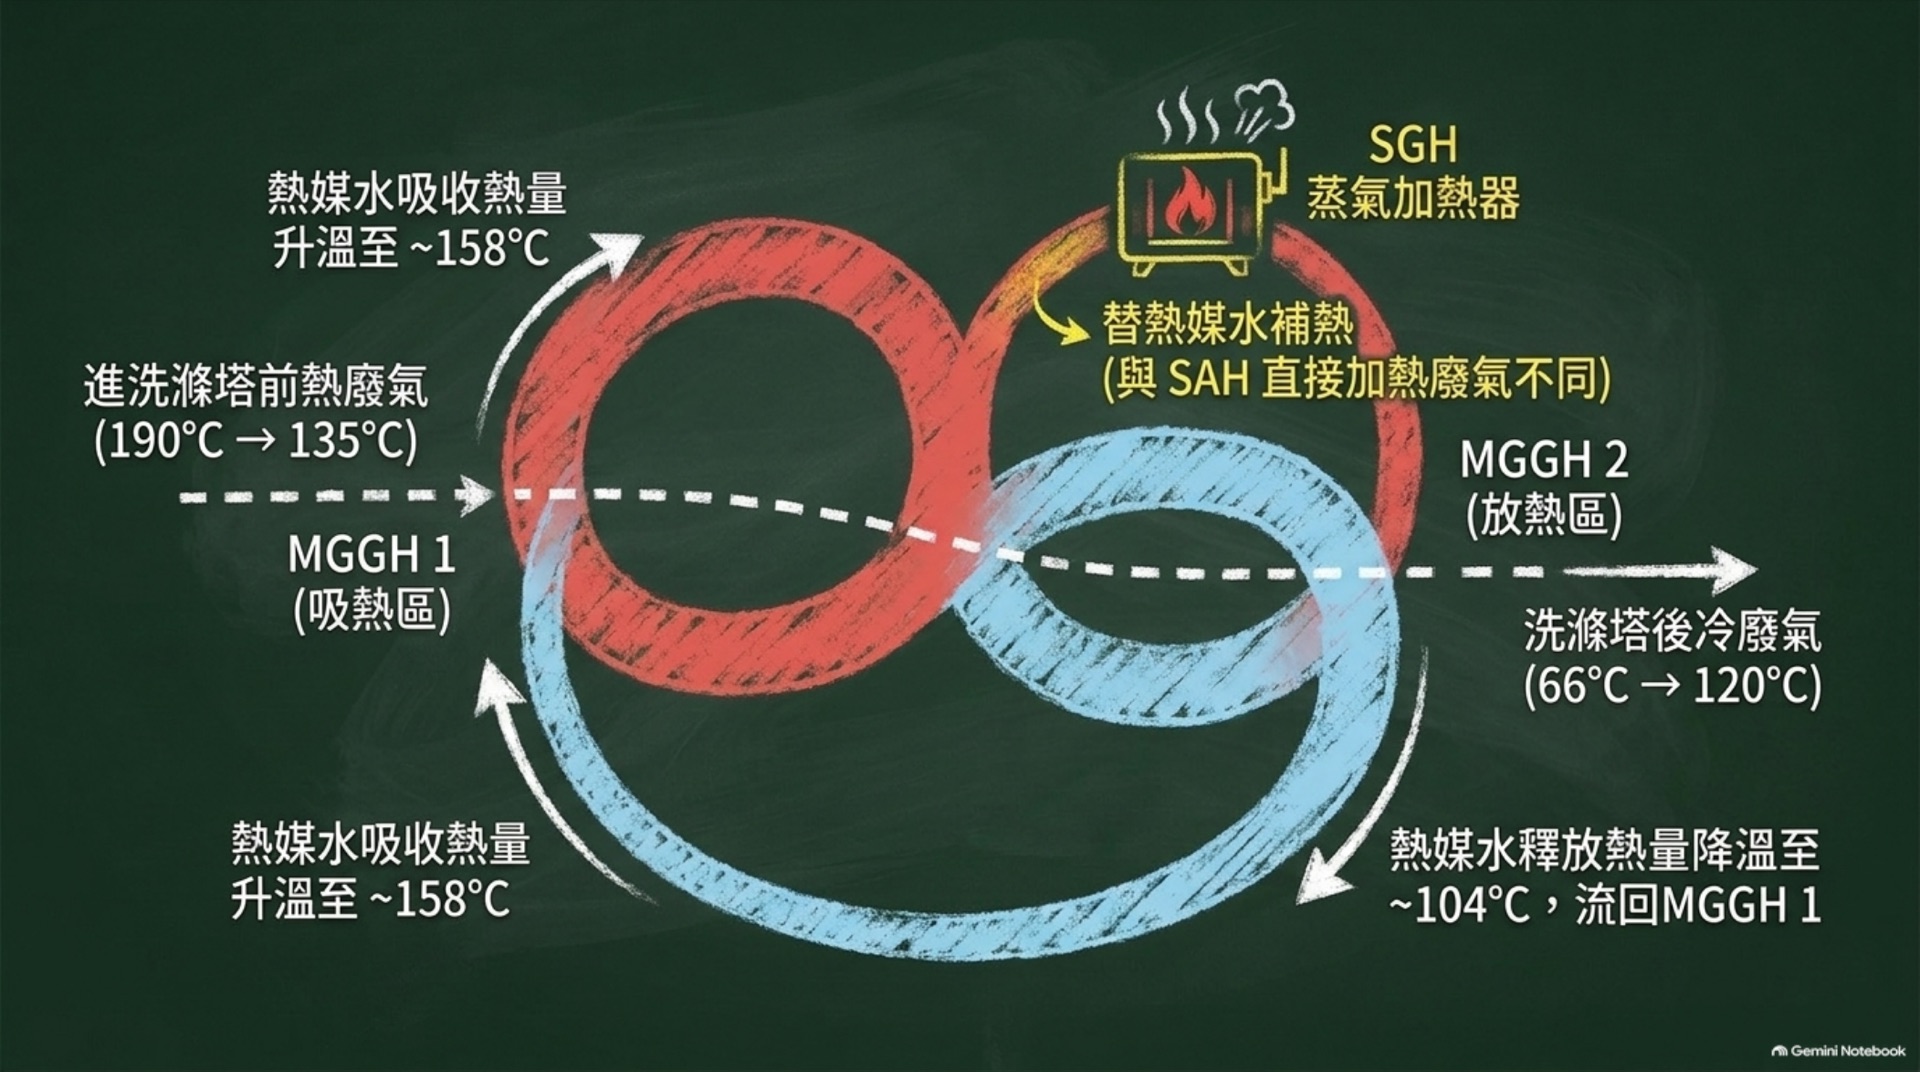 SGH
蒸氣加熱器
熱媒水吸收熱量
升溫至 ~158°C
替熱媒水補熱
(與 SAH 直接加熱廢氣不同)
進洗滌塔前熱廢氣
(190°C → 135°C)
MGGH 1
(吸熱區)
MGGH 2
(放熱區)
洗滌塔後冷廢氣
(66°C → 120°C)
熱媒水吸收熱量
升溫至 ~158°C
熱媒水釋放熱量降溫至
~104°C，流回MGGH 1
Gemini Notebook